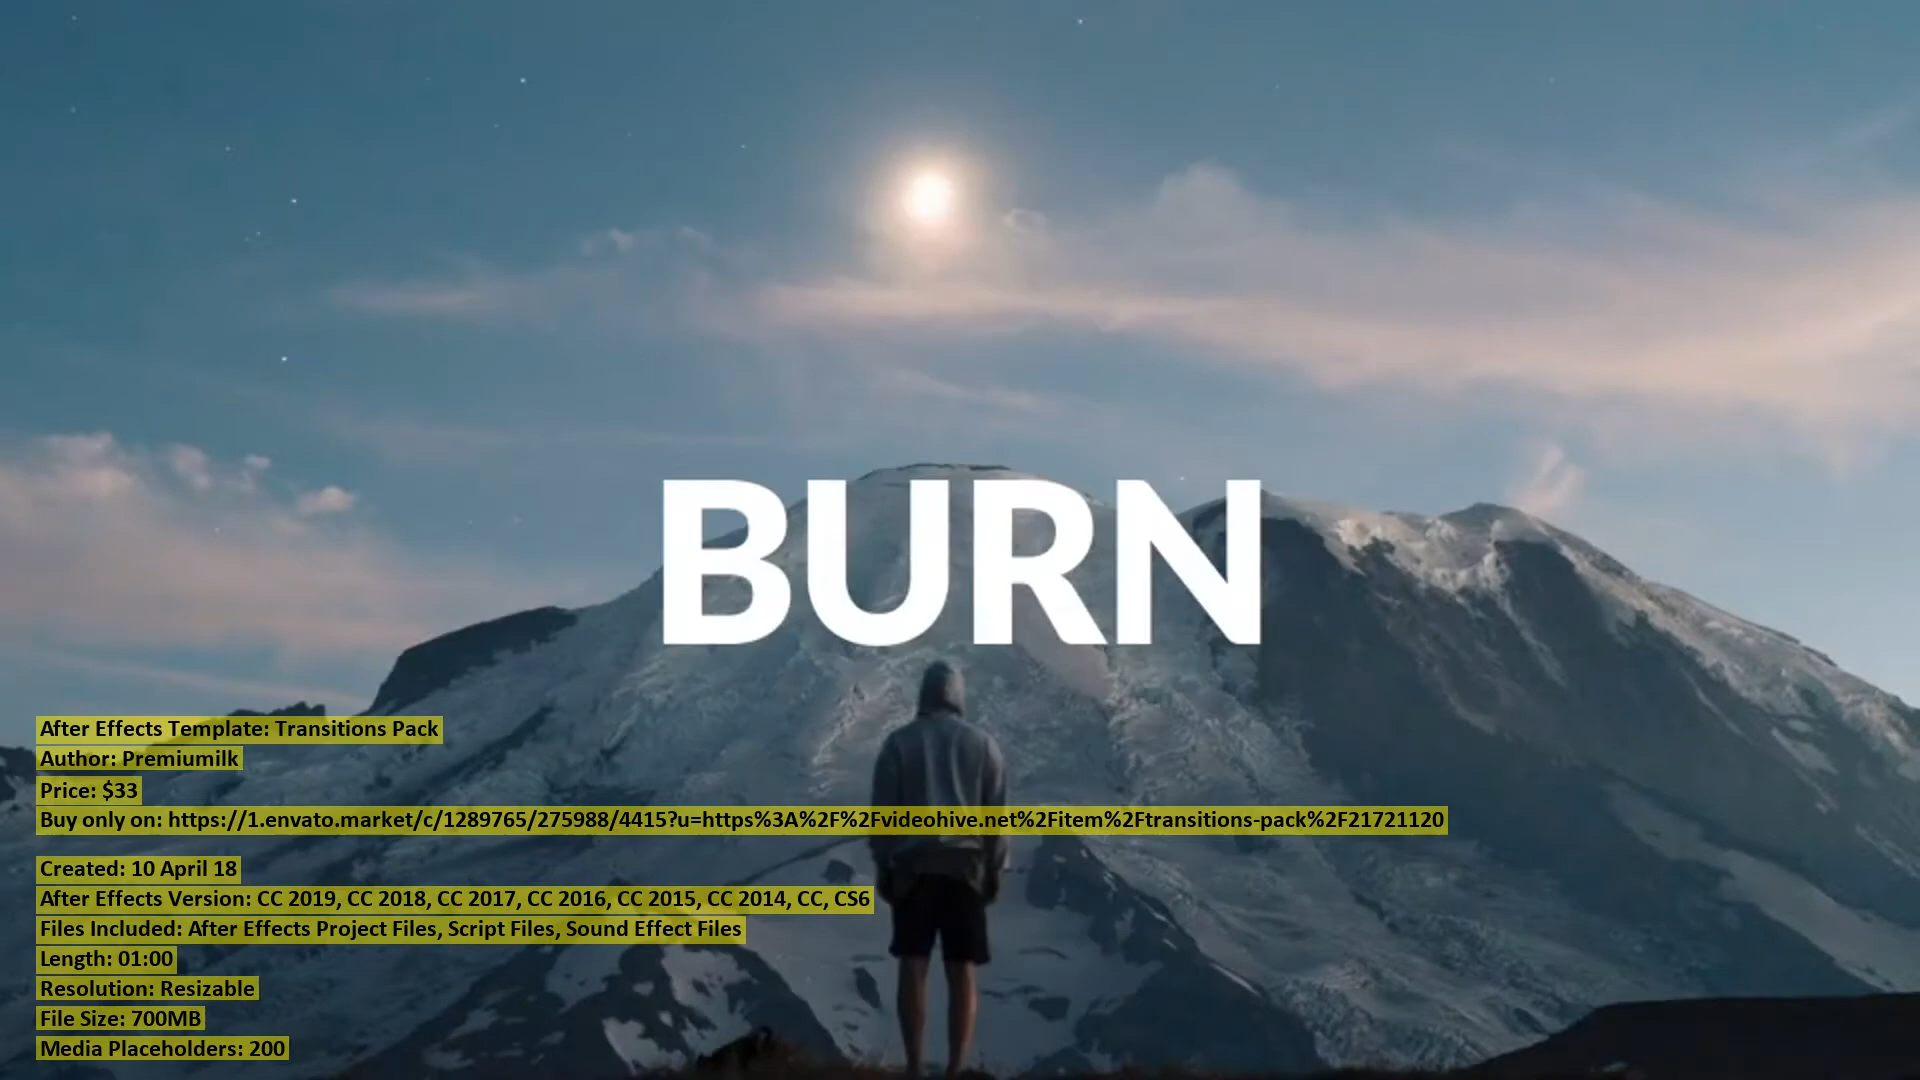 BURN
After Effects Template: Transitions Pack
Author: Premiumilk
Price: $33
Buy only on: https://1.envato.market/c/1289765/275988/4415?u=https%3A%2F%2Fvideohive.net%2Fitem%2Ftransitions-pack%2F21721120
Created: 10 April 18
After Effects Version: CC 2019, CC 2018, CC 2017, CC 2016, CC 2015, CC 2014, CC, CS6
Files Included: After Effects Project Files, Script Files, Sound Effect Files
Length: 01:00
Resolution: Resizable
File Size: 700MB
Media Placeholders: 200